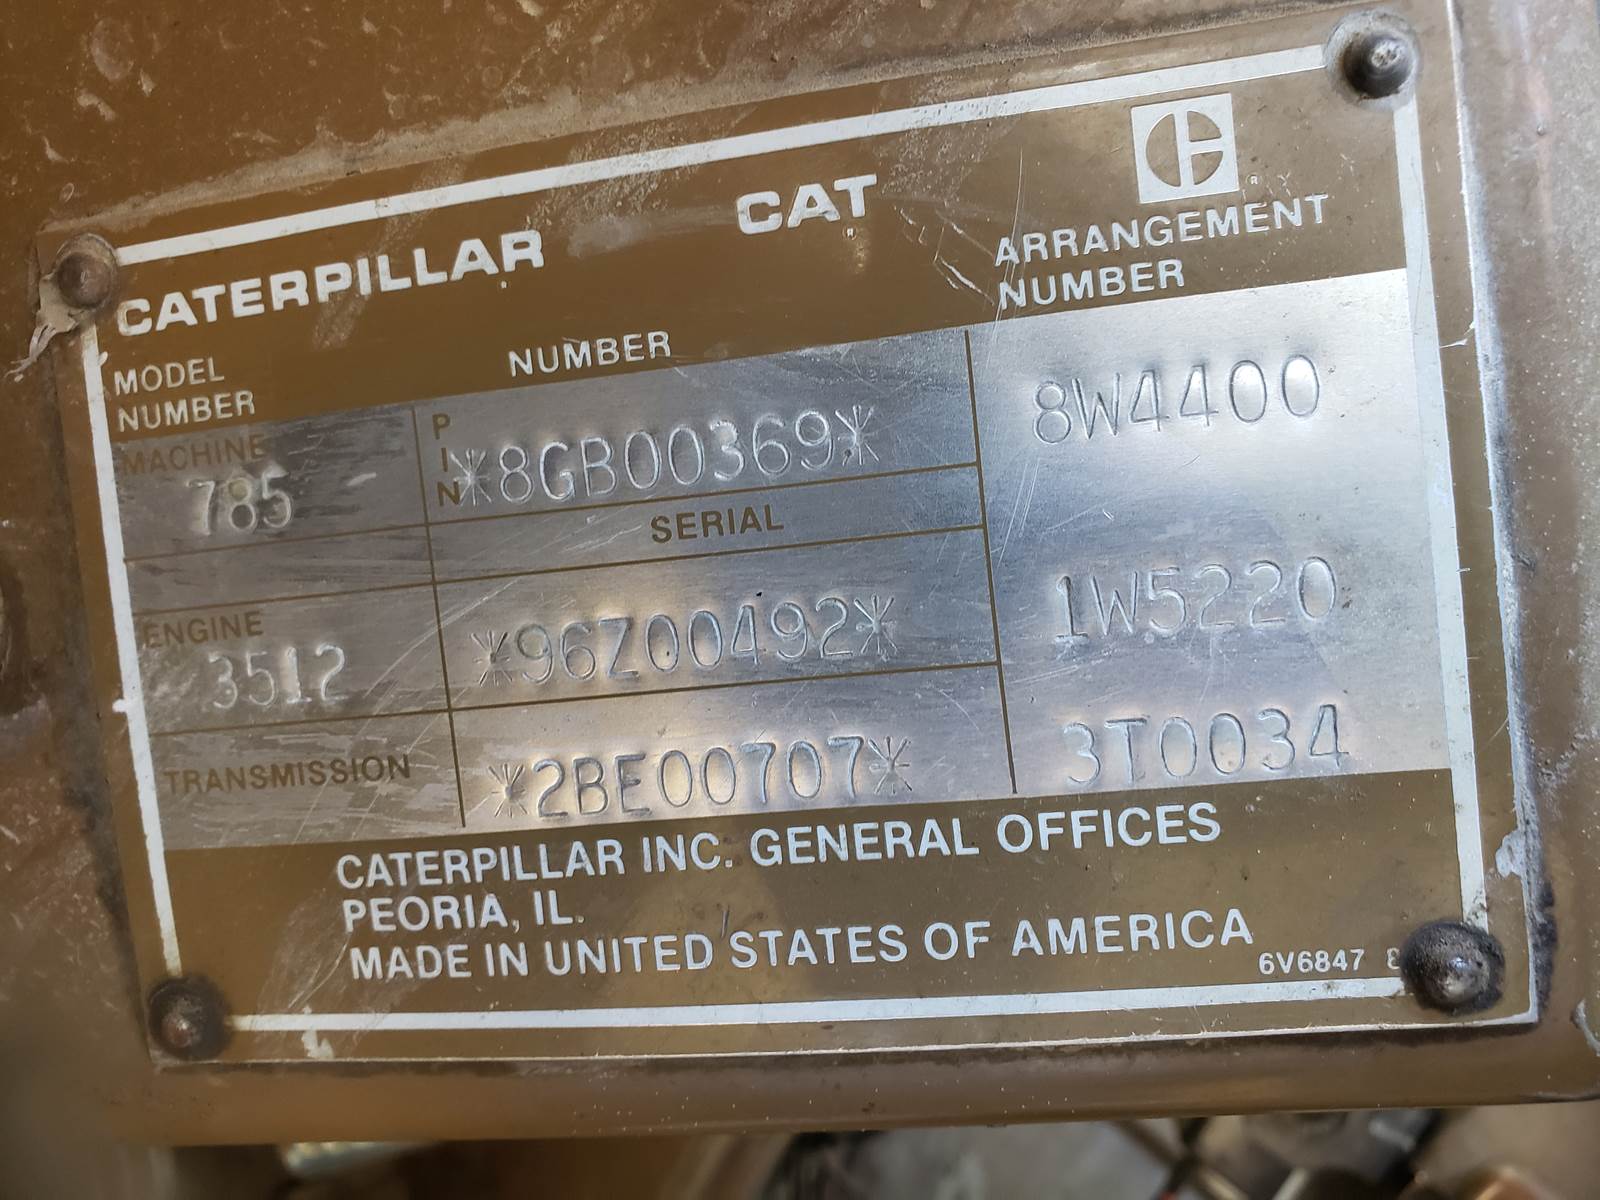 CATERPILLAR CAT
MODEL NUMBER
NUMBER
ARRANGEMENT NUMBER
MACHINE
785
PIN
*8GB00369*
8W4400
SERIAL
ENGINE
3512
*96Z00492*
1W5220
TRANSMISSION
*2BE00707*
3T0034
CATERPILLAR INC. GENERAL OFFICES
PEORIA, IL.
MADE IN UNITED STATES OF AMERICA
6V6847